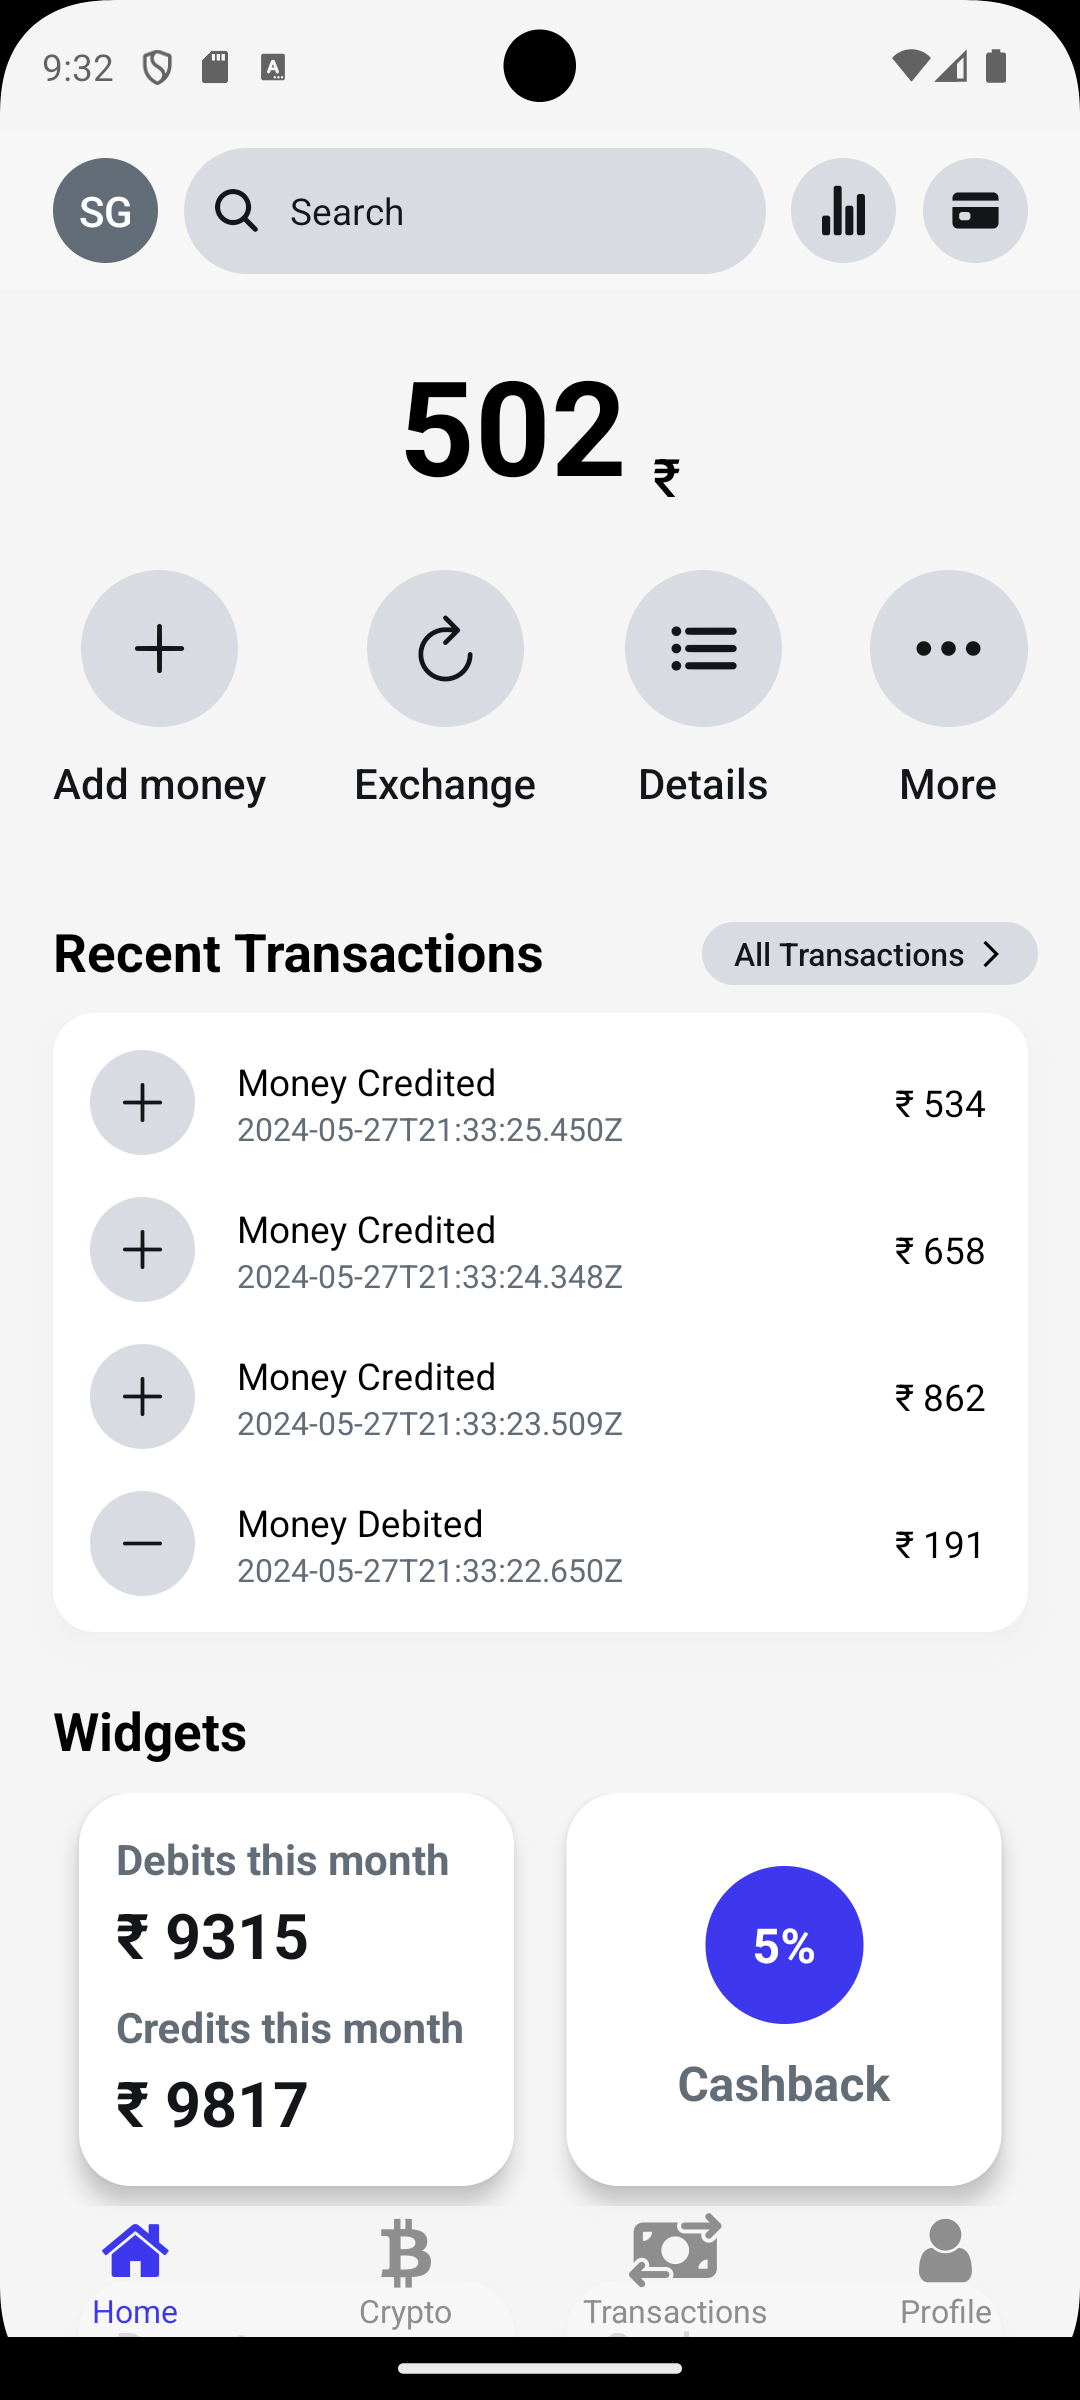 9:32
SG
Search
502 ₹
Add money
Exchange
Details
More
Recent Transactions
All Transactions
Money Credited
2024-05-27T21:33:25.450Z
₹ 534
Money Credited
2024-05-27T21:33:24.348Z
₹ 658
Money Credited
2024-05-27T21:33:23.509Z
₹ 862
Money Debited
2024-05-27T21:33:22.650Z
₹ 191
Widgets
Debits this month
₹ 9315
Credits this month
₹ 9817
5%
Cashback
Home
Crypto
Transactions
Profile